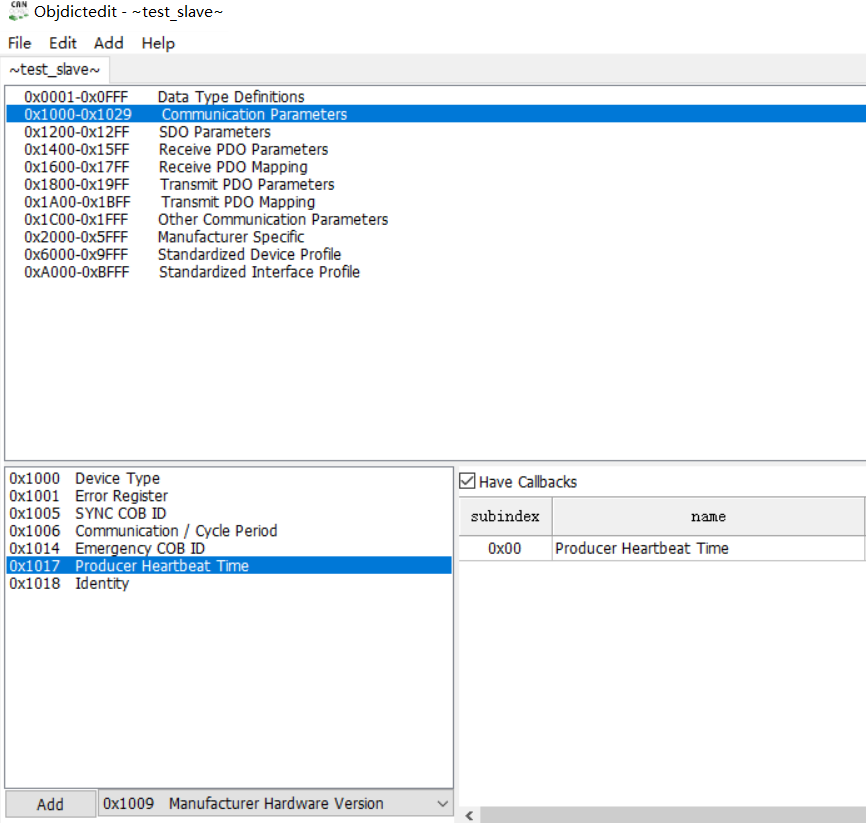 CAN
Objdictedit - ~test_slave~
File Edit Add Help
~test_slave~
0x0001-0x0FFF Data Type Definitions
0x1000-0x1029 Communication Parameters
0x1200-0x12FF SDO Parameters
0x1400-0x15FF Receive PDO Parameters
0x1600-0x17FF Receive PDO Mapping
0x1800-0x19FF Transmit PDO Parameters
0x1A00-0x1BFF Transmit PDO Mapping
0x1C00-0x1FFF Other Communication Parameters
0x2000-0x5FFF Manufacturer Specific
0x6000-0x9FFF Standardized Device Profile
0xA000-0xBFFF Standardized Interface Profile
0x1000 Device Type
0x1001 Error Register
0x1005 SYNC COB ID
0x1006 Communication / Cycle Period
0x1014 Emergency COB ID
0x1017 Producer Heartbeat Time
0x1018 Identity
Add 0x1009 Manufacturer Hardware Version
Have Callbacks
subindex name
0x00 Producer Heartbeat Time